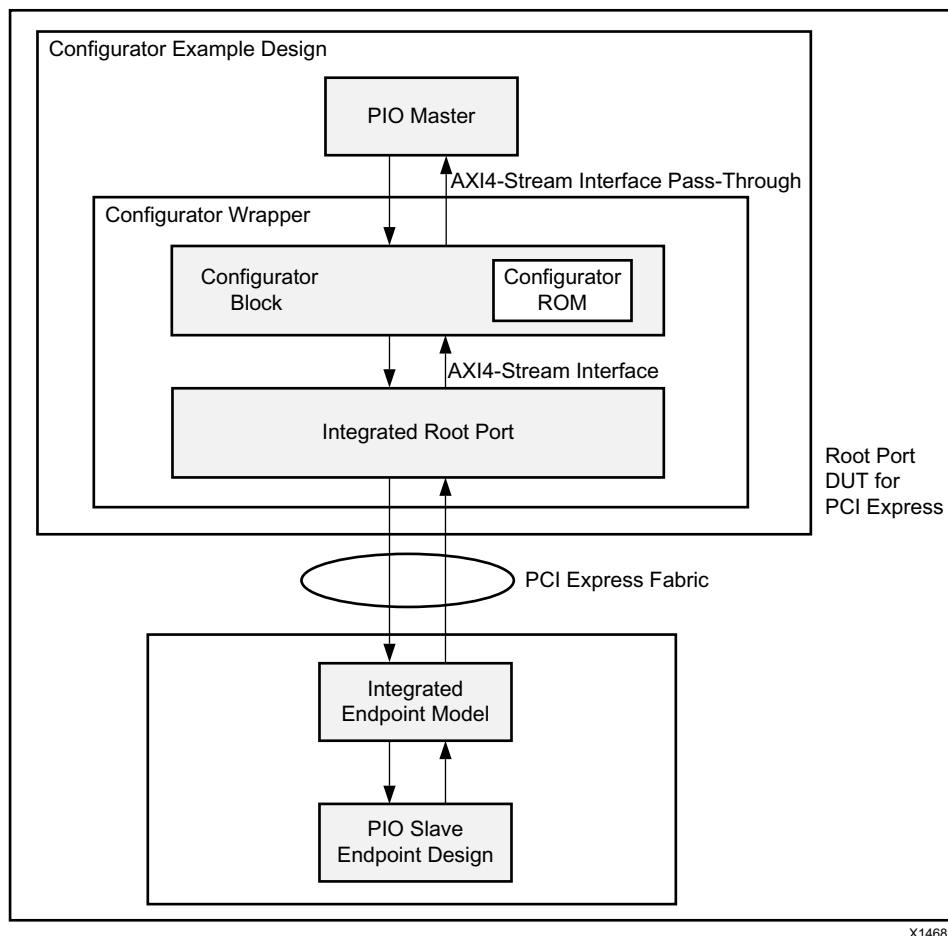 Configurator Example Design
PIO Master
AXI4-Stream Interface Pass-Through
Configurator Wrapper
Configurator
Block
Configurator
ROM
AXI4-Stream Interface
Integrated Root Port
Root Port
DUT for
PCI Express
PCI Express Fabric
Integrated
Endpoint Model
PIO Slave
Endpoint Design
X1468